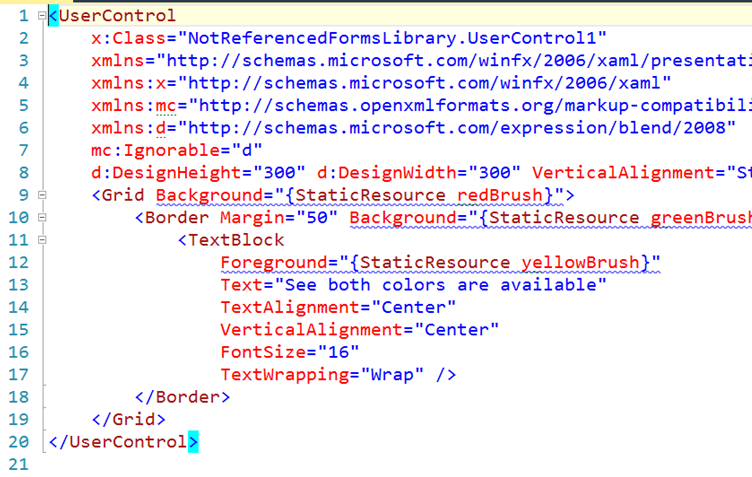 1 <UserControl
2 x:Class="NotReferencedFormsLibrary.UserControl1"
3 xmlns="http://schemas.microsoft.com/winfx/2006/xaml/presentati
4 xmlns:x="http://schemas.microsoft.com/winfx/2006/xaml"
5 xmlns:mc="http://schemas.openxmlformats.org/markup-compatibili
6 xmlns:d="http://schemas.microsoft.com/expression/blend/2008"
7 mc:Ignorable="d"
8 d:DesignHeight="300" d:DesignWidth="300" VerticalAlignment="St
9 <Grid Background="{StaticResource redBrush}">
10 <Border Margin="50" Background="{StaticResource greenBrush
11 <TextBlock
12 Foreground="{StaticResource yellowBrush}"
13 Text="See both colors are available"
14 TextAlignment="Center"
15 VerticalAlignment="Center"
16 FontSize="16"
17 TextWrapping="Wrap" />
18 </Border>
19 </Grid>
20 </UserControl>
21